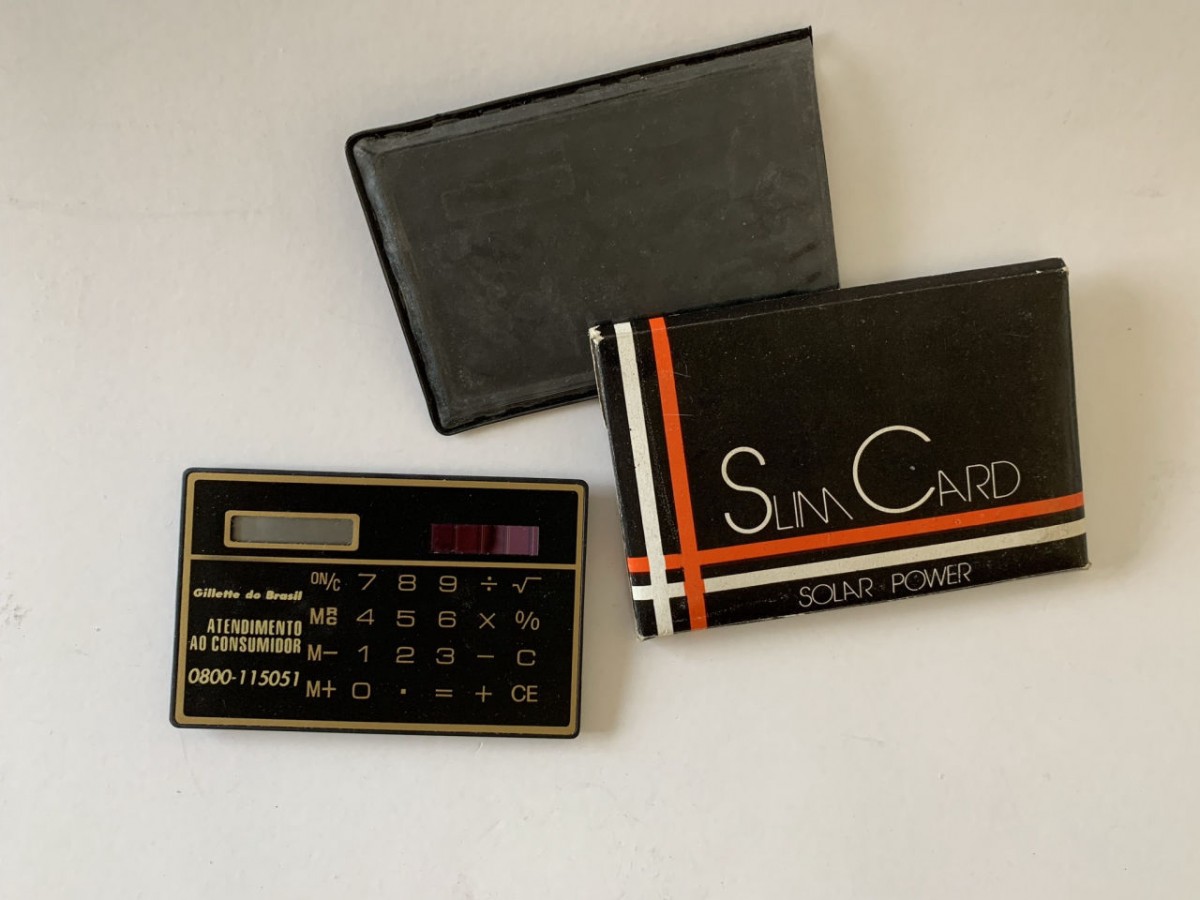 SLIM CARD
SOLAR POWER
Gillette do Brasil
ATENDIMENTO
AO CONSUMIDOR
0800-115051
ON/C 7 8 9 ÷ √
MRC 4 5 6 × %
M− 1 2 3 − C
M+ 0 . = + CE